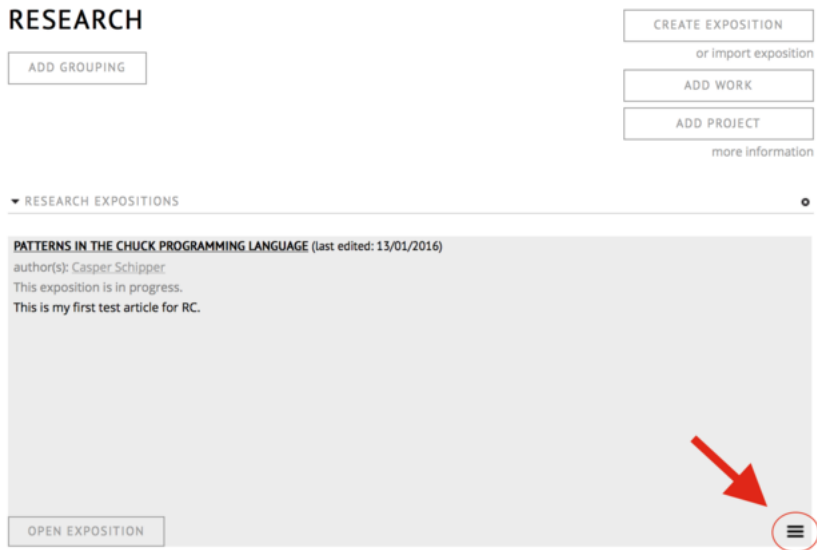 RESEARCH
CREATE EXPOSITION
or import exposition
ADD GROUPING
ADD WORK
ADD PROJECT
more information
RESEARCH EXPOSITIONS
PATTERNS IN THE CHUCK PROGRAMMING LANGUAGE (last edited: 13/01/2016)
author(s): Casper Schipper
This exposition is in progress.
This is my first test article for RC.
OPEN EXPOSITION